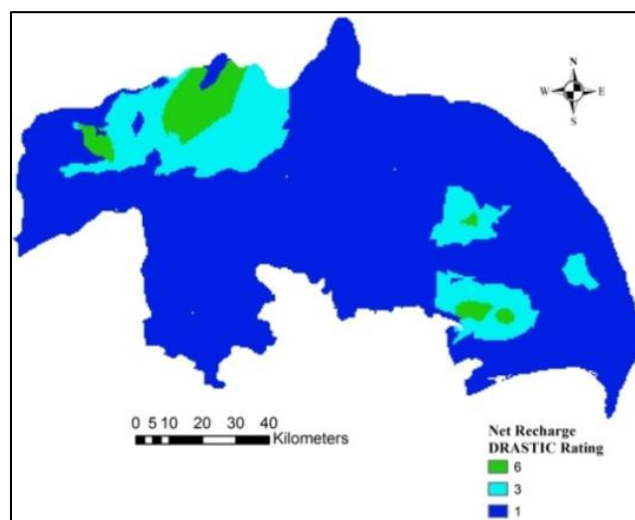 N
W E
S
0 5 10 20 30 40
Kilometers
Net Recharge
DRASTIC Rating
6
3
1